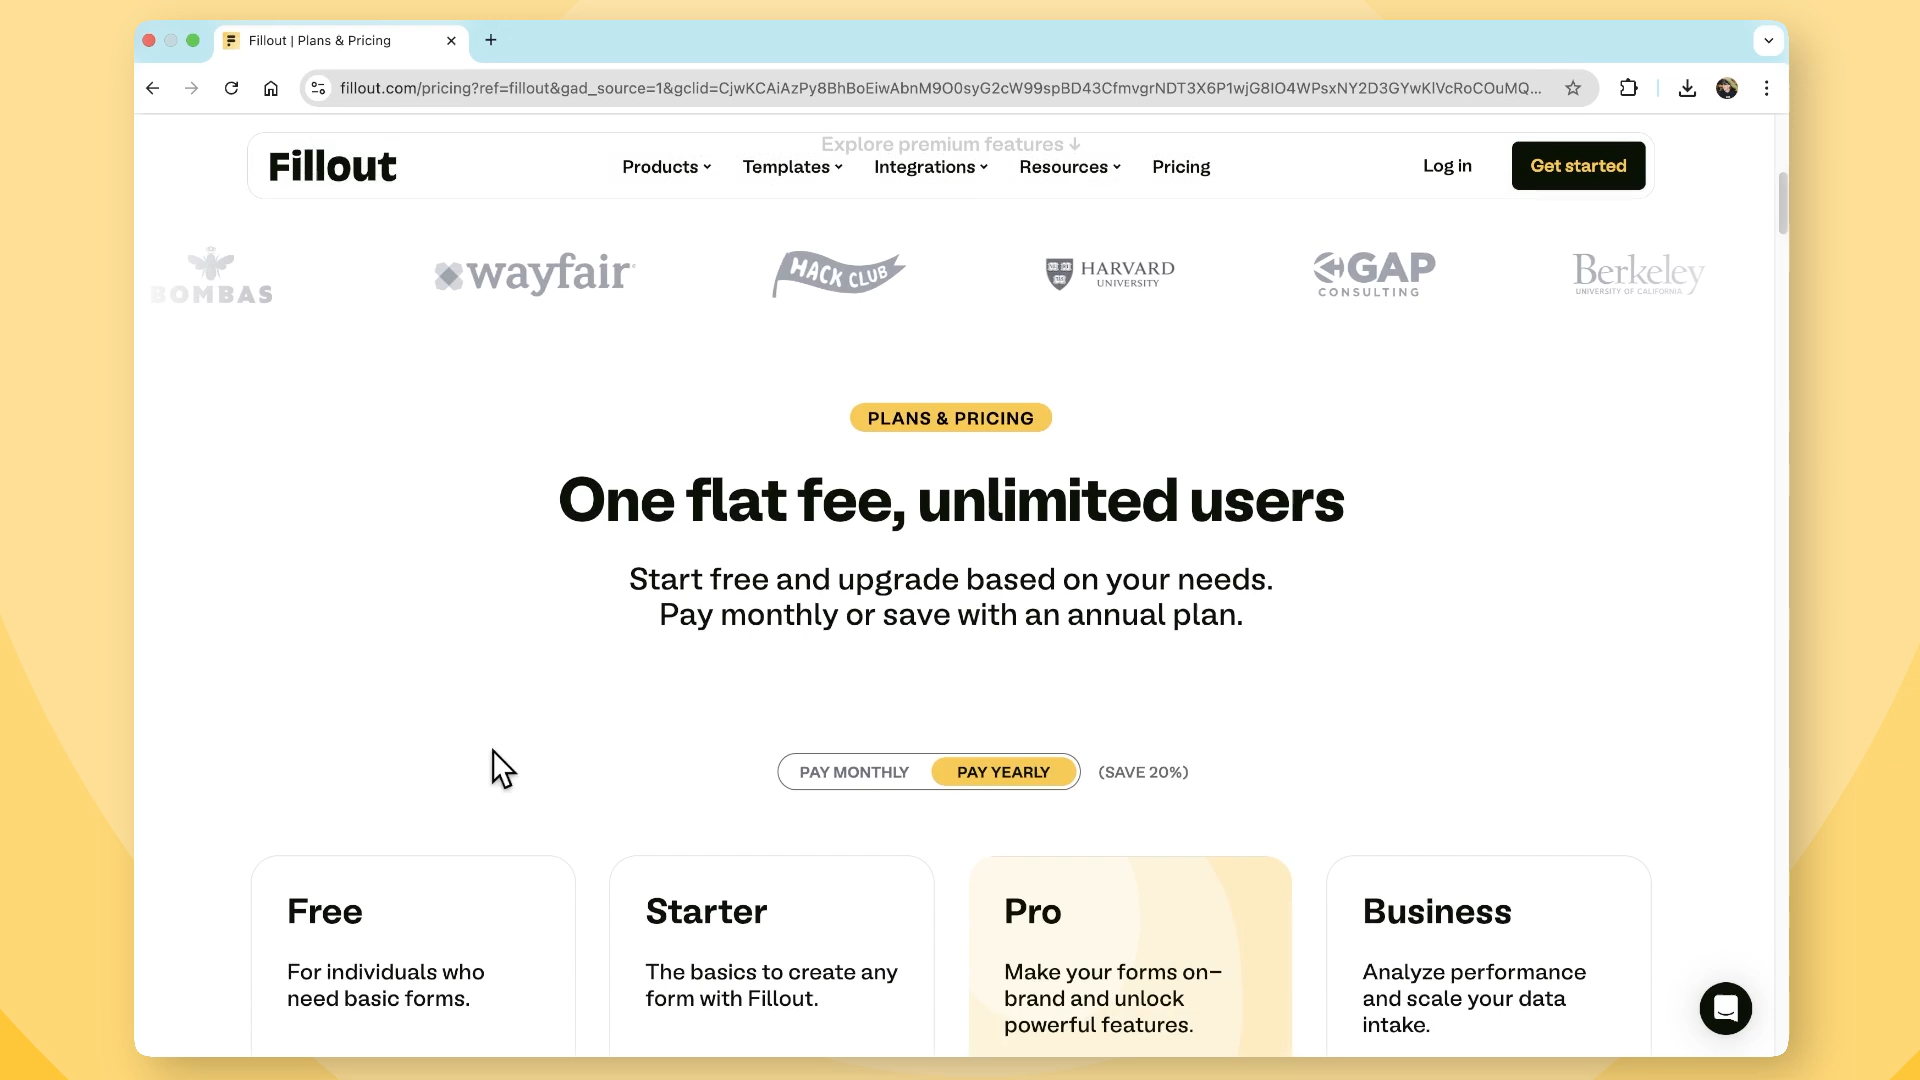 Fillout | Plans & Pricing
fillout.com/pricing?ref=fillout&gad_source=1&gclid=CjwKCAiAzPy8BhBoEiwAbnM9O0syG2cW99spBD43CfmvgrNDT3X6P1wjG8IO4WPsxNY2D3GYwKlVcRoCOuMQ...
Explore premium features ↓
Fillout
Products
Templates
Integrations
Resources
Pricing
Log in
Get started
BOMBAS
wayfair
HACK CLUB
HARVARD
UNIVERSITY
GAP
CONSULTING
Berkeley
UNIVERSITY OF CALIFORNIA
PLANS & PRICING
One flat fee, unlimited users
Start free and upgrade based on your needs.
Pay monthly or save with an annual plan.
PAY MONTHLY
PAY YEARLY
(SAVE 20%)
Free
For individuals who
need basic forms.
Starter
The basics to create any
form with Fillout.
Pro
Make your forms on-
brand and unlock
powerful features.
Business
Analyze performance
and scale your data
intake.